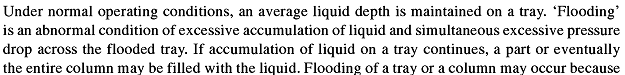 Under normal operating conditions, an average liquid depth is maintained on a tray. ‘Flooding’
is an abnormal condition of excessive accumulation of liquid and simultaneous excessive pressure
drop across the flooded tray. If accumulation of liquid on a tray continues, a part or eventually
the entire column may be filled with the liquid. Flooding of a tray or a column may occur because